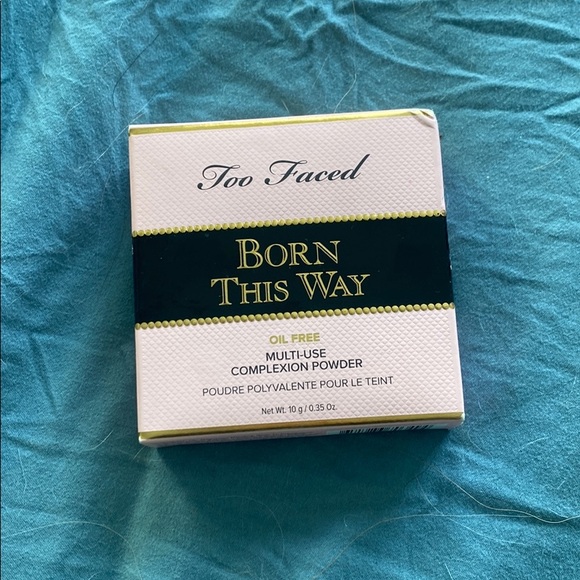 Too Faced
BORN
THIS WAY
OIL FREE
MULTI-USE
COMPLEXION POWDER
POUDRE POLYVALENTE POUR LE TEINT
Net Wt. 10 g / 0.35 Oz.